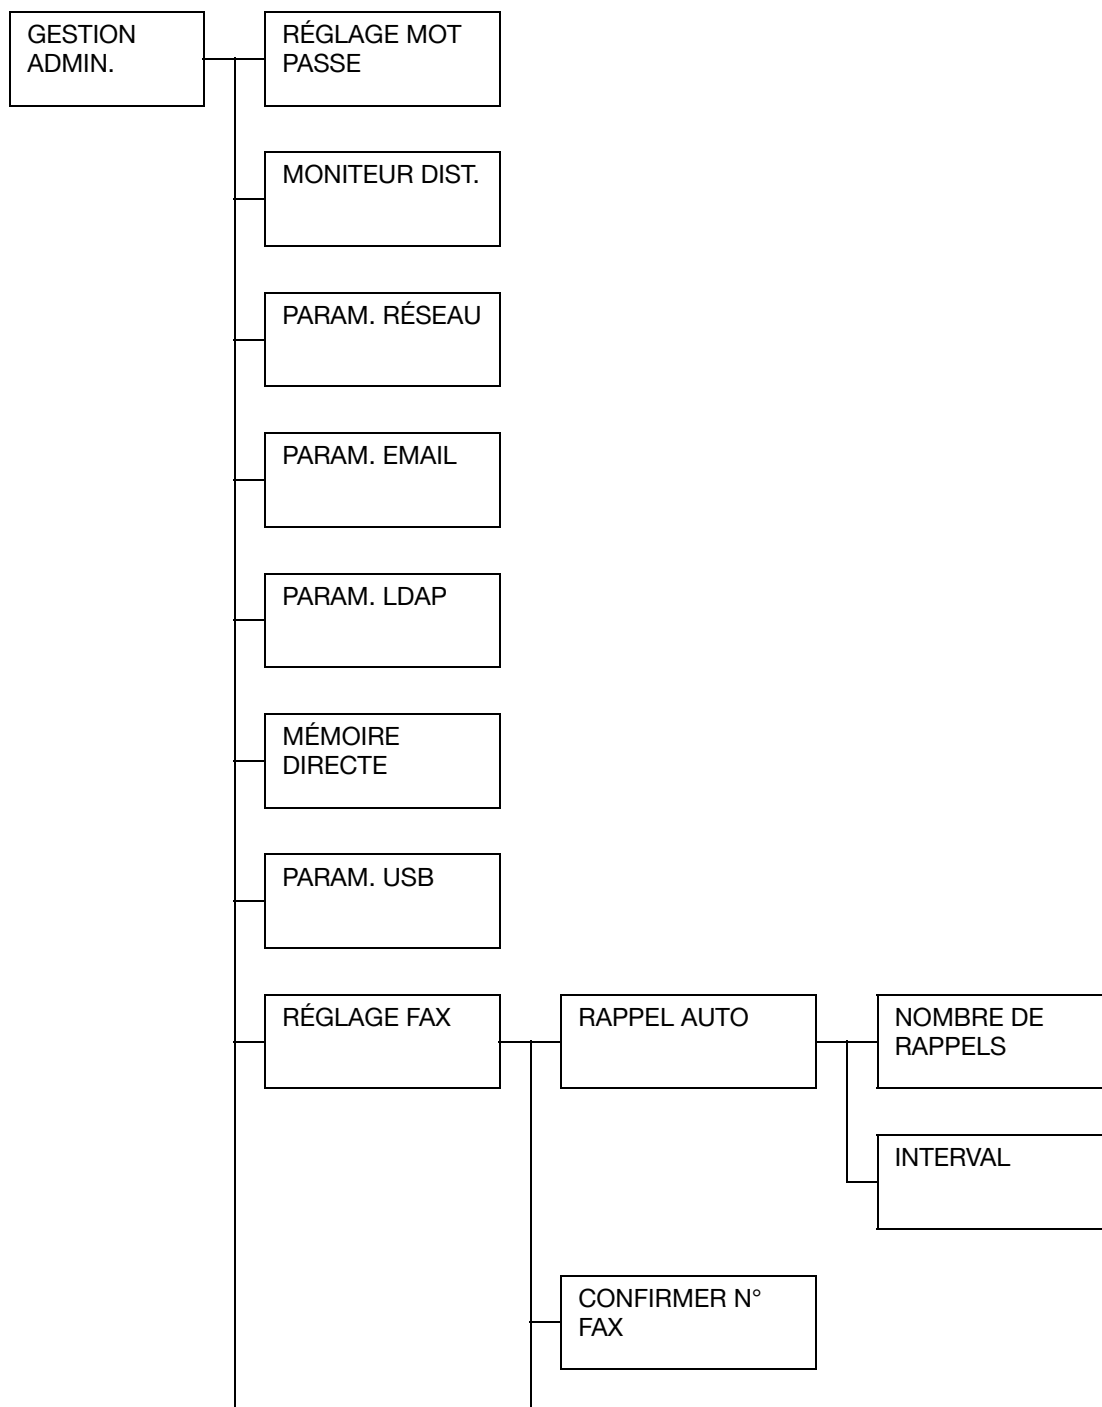 GESTION
ADMIN.
RÉGLAGE MOT
PASSE
MONITEUR DIST.
PARAM. RÉSEAU
PARAM. EMAIL
PARAM. LDAP
MÉMOIRE
DIRECTE
PARAM. USB
RÉGLAGE FAX
RAPPEL AUTO
NOMBRE DE
RAPPELS
INTERVAL
CONFIRMER N°
FAX